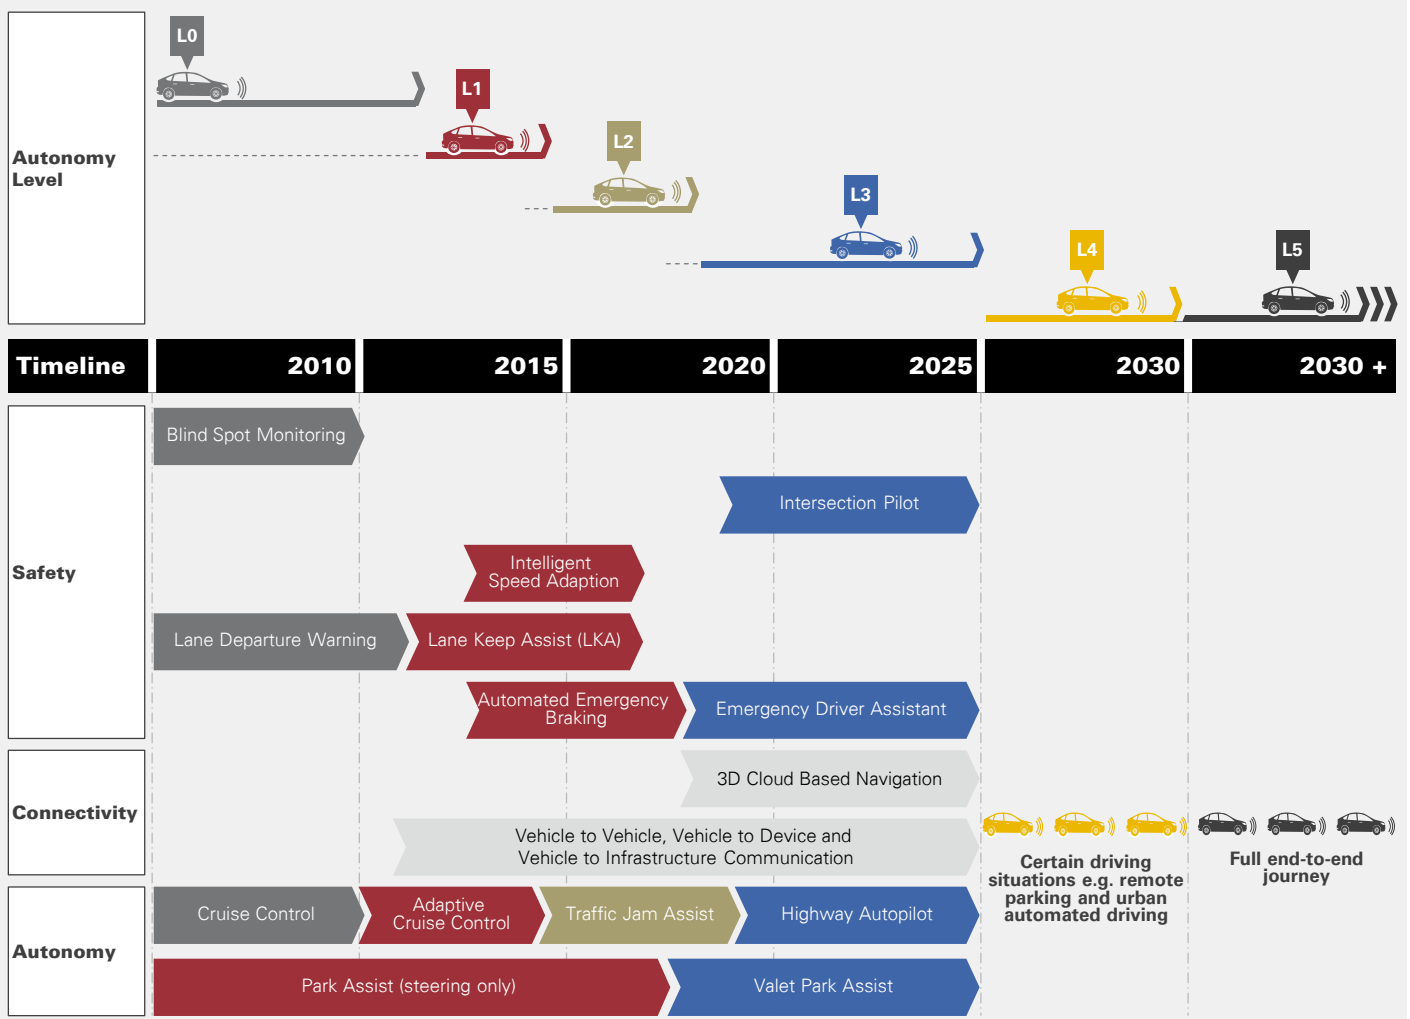 L0
L1
L2
L3
L4
L5
Autonomy
Level
Timeline
2010
2015
2020
2025
2030
2030 +
Safety
Blind Spot Monitoring
Intersection Pilot
Intelligent
Speed Adaption
Lane Departure Warning
Lane Keep Assist (LKA)
Automated Emergency
Braking
Emergency Driver Assistant
Connectivity
3D Cloud Based Navigation
Vehicle to Vehicle, Vehicle to Device and
Vehicle to Infrastructure Communication
Certain driving
situations e.g. remote
parking and urban
automated driving
Full end-to-end
journey
Autonomy
Cruise Control
Adaptive
Cruise Control
Traffic Jam Assist
Highway Autopilot
Park Assist (steering only)
Valet Park Assist